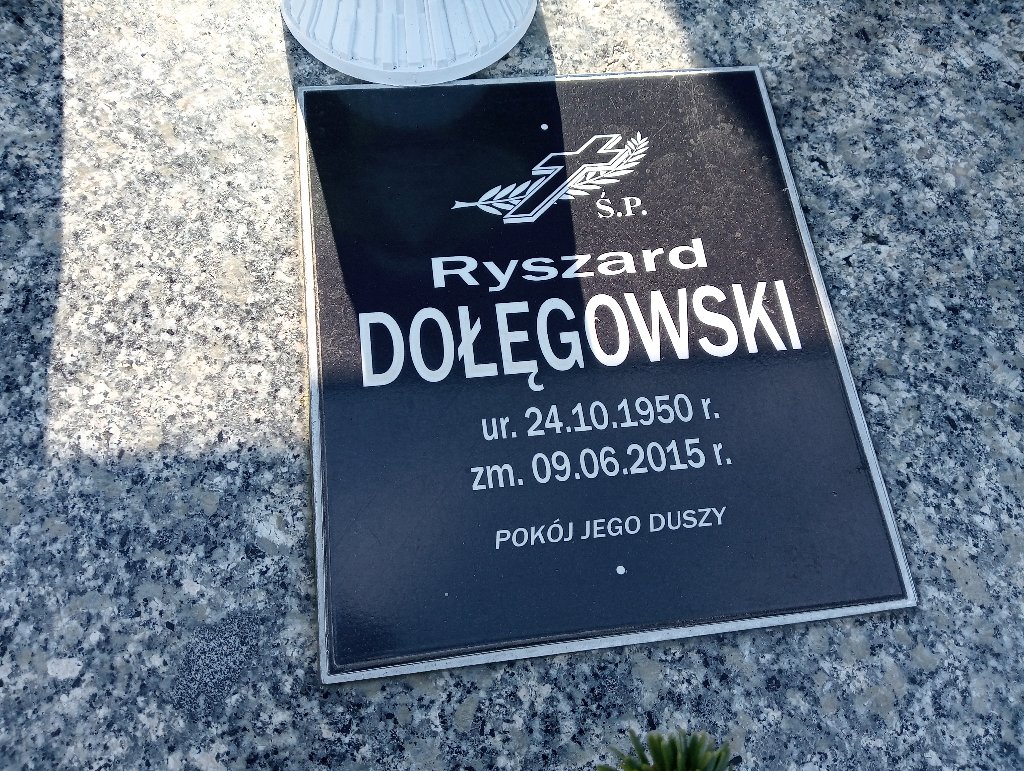 Ś.P.
Ryszard
DOŁĘGOWSKI
ur. 24.10.1950 r.
zm. 09.06.2015 r.
POKÓJ JEGO DUSZY